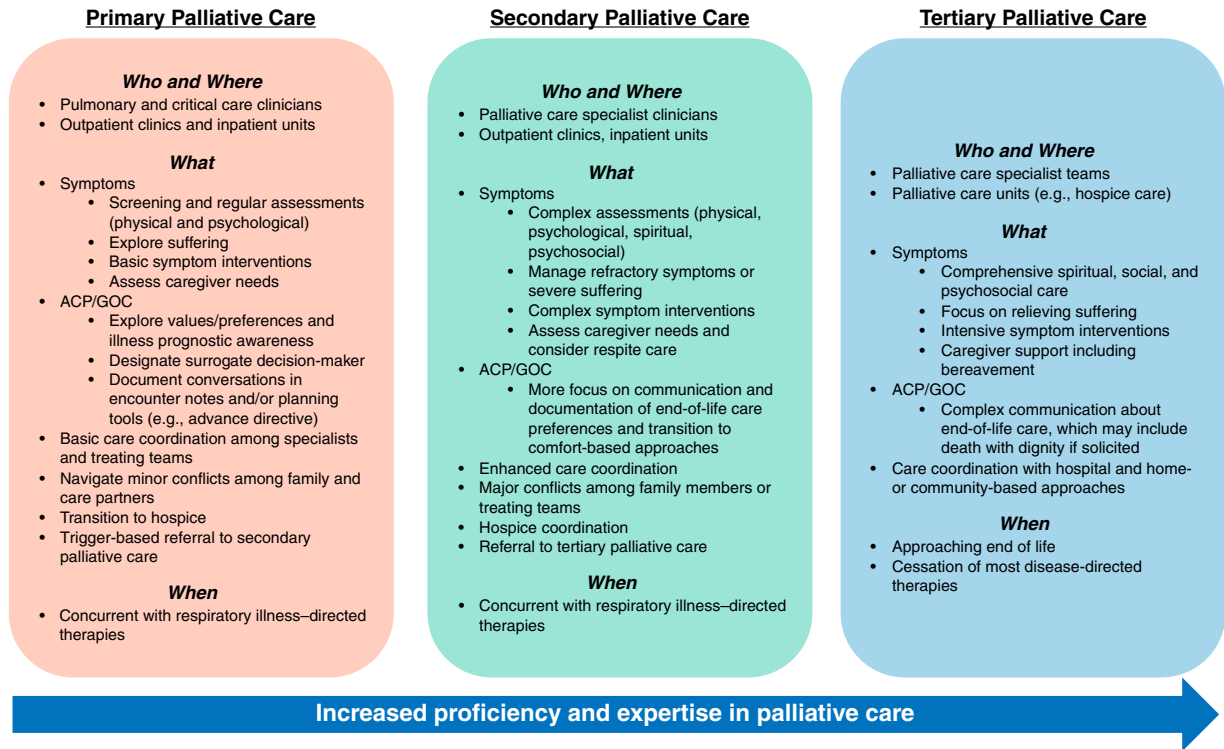 Primary Palliative Care
Who and Where
• Pulmonary and critical care clinicians
• Outpatient clinics and inpatient units
What
• Symptoms
• Screening and regular assessments
(physical and psychological)
• Explore suffering
• Basic symptom interventions
• Assess caregiver needs
• ACP/GOC
• Explore values/preferences and
illness prognostic awareness
• Designate surrogate decision-maker
• Document conversations in
encounter notes and/or planning
tools (e.g., advance directive)
• Basic care coordination among specialists
and treating teams
• Navigate minor conflicts among family and
care partners
• Transition to hospice
• Trigger-based referral to secondary
palliative care
When
• Concurrent with respiratory illness–directed
therapies
Secondary Palliative Care
Who and Where
• Palliative care specialist clinicians
• Outpatient clinics, inpatient units
What
• Symptoms
• Complex assessments (physical,
psychological, spiritual,
psychosocial)
• Manage refractory symptoms or
severe suffering
• Complex symptom interventions
• Assess caregiver needs and
consider respite care
• ACP/GOC
• More focus on communication and
documentation of end-of-life care
preferences and transition to
comfort-based approaches
• Enhanced care coordination
• Major conflicts among family members or
treating teams
• Hospice coordination
• Referral to tertiary palliative care
When
• Concurrent with respiratory illness–directed
therapies
Tertiary Palliative Care
Who and Where
• Palliative care specialist teams
• Palliative care units (e.g., hospice care)
What
• Symptoms
• Comprehensive spiritual, social, and
psychosocial care
• Focus on relieving suffering
• Intensive symptom interventions
• Caregiver support including
bereavement
• ACP/GOC
• Complex communication about
end-of-life care, which may include
death with dignity if solicited
• Care coordination with hospital and home-
or community-based approaches
When
• Approaching end of life
• Cessation of most disease-directed
therapies
Increased proficiency and expertise in palliative care